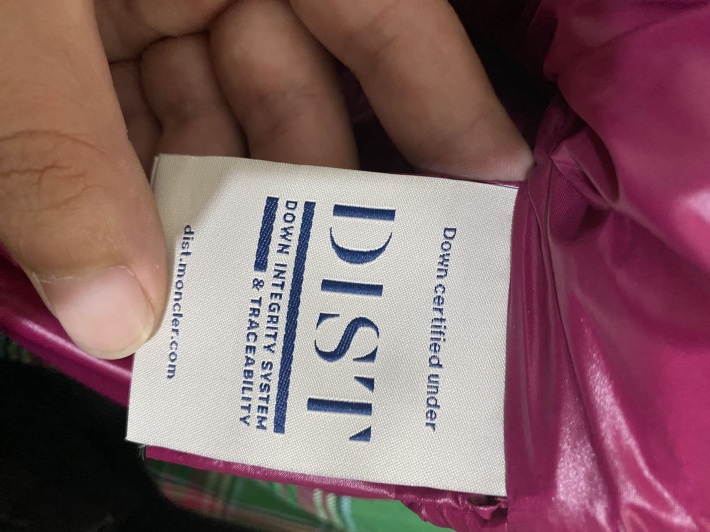 Down certified under
DIST
DOWN INTEGRITY SYSTEM
& TRACEABILITY
dist.moncler.com